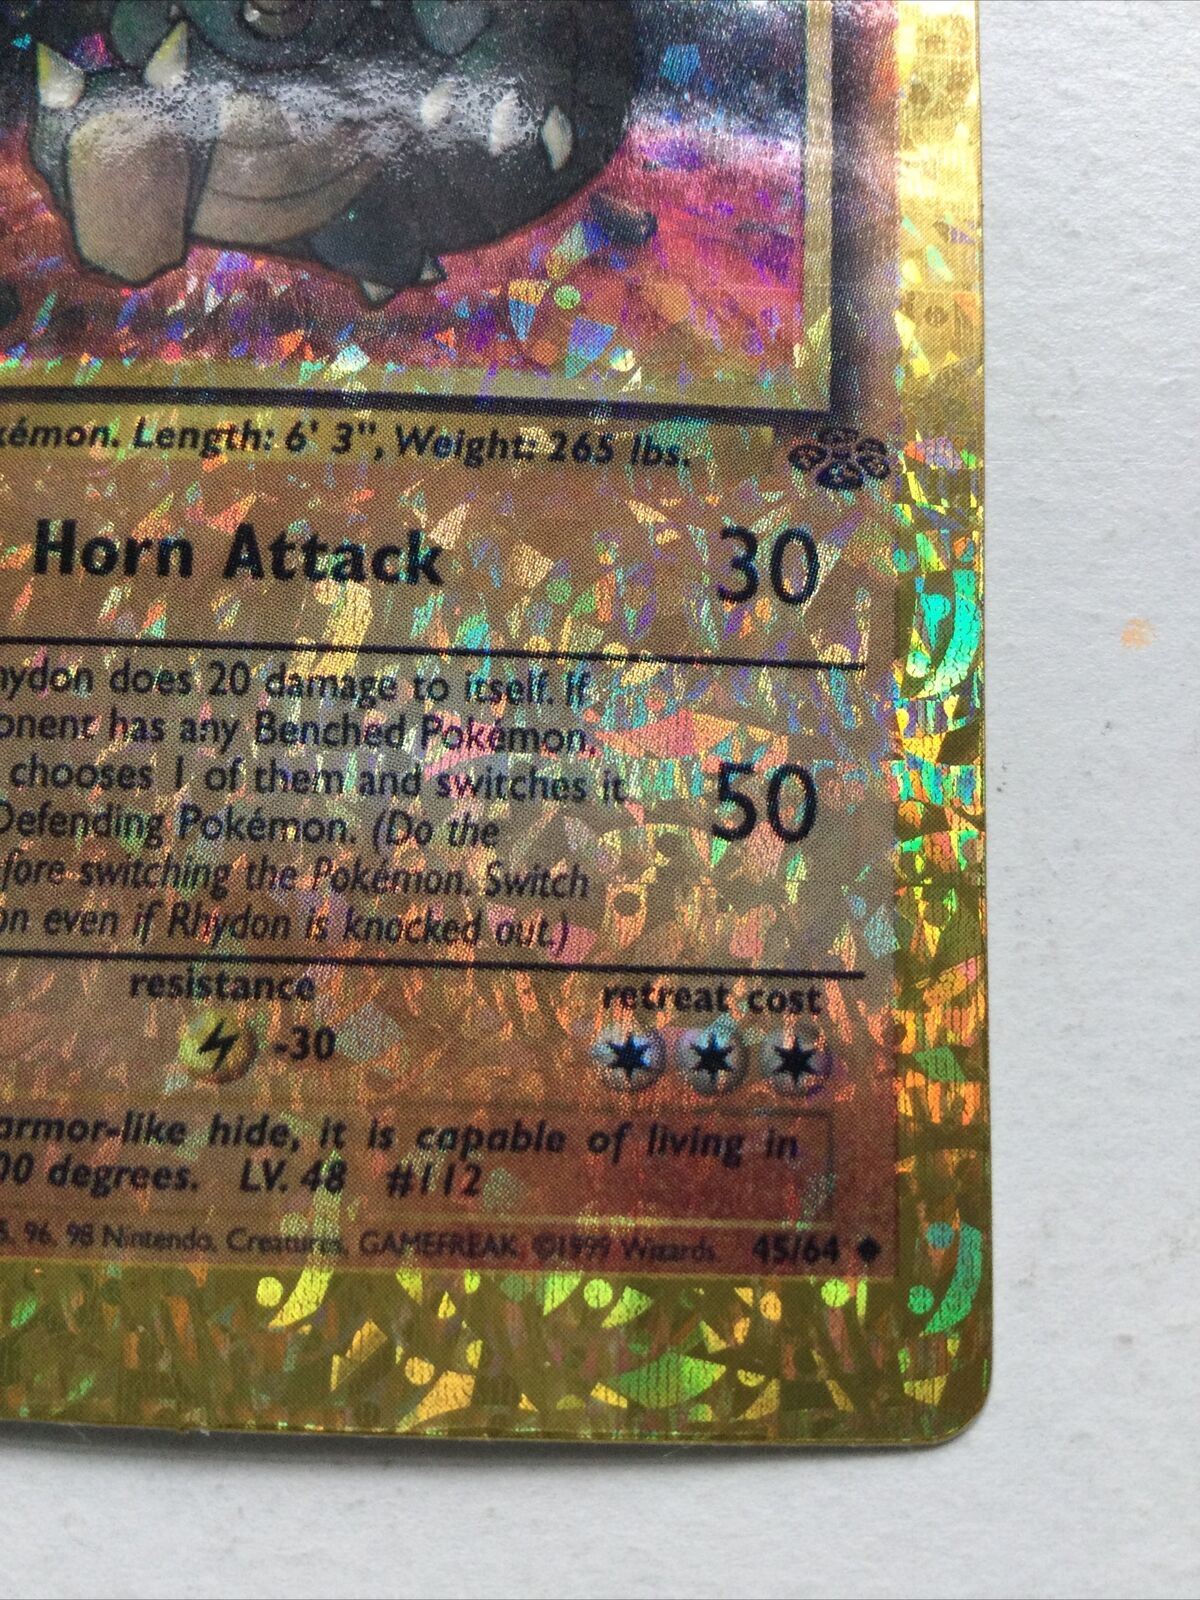 kémon. Length: 6' 3", Weight: 265 lbs.
Horn Attack 30
ydon does 20 damage to itself. If
onent has any Benched Pokémon,
chooses 1 of them and switches it
Defending Pokémon. (Do the
fore switching the Pokémon. Switch
on even if Rhydon is knocked out.)
50
resistance
-30
retreat cost
armor-like hide, it is capable of living in
00 degrees. LV. 48 #112
5, 96, 98 Nintendo, Creatures, GAMEFREAK. ©1999 Wizards. 45/64